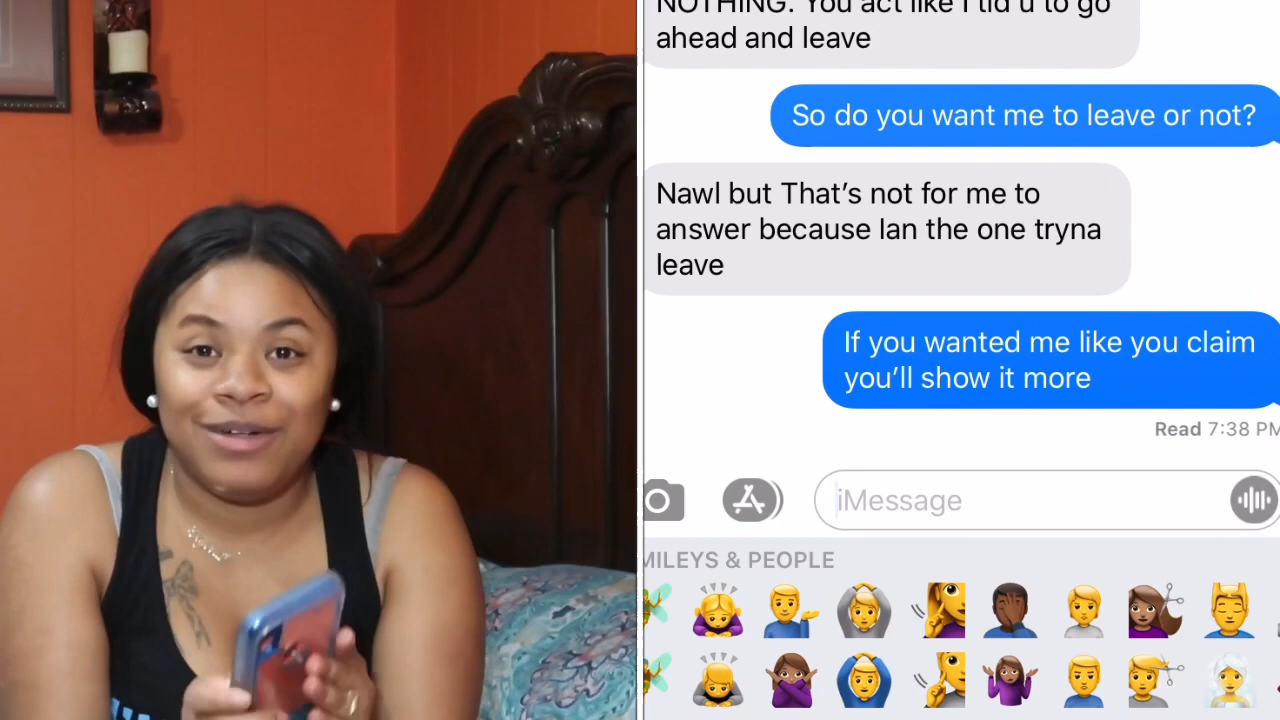 NOTHING. You act like I tld u to go
ahead and leave
So do you want me to leave or not?
Nawl but That's not for me to
answer because Ian the one tryna
leave
If you wanted me like you claim
you'll show it more
Read 7:38 PM
iMessage
MILEYS & PEOPLE